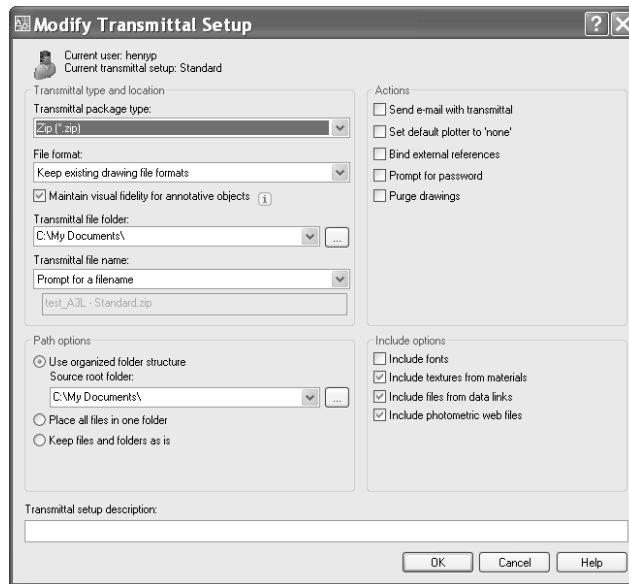 Modify Transmittal Setup
Current user: henryp
Current transmittal setup: Standard
Transmittal type and location
Transmittal package type:
Zip (*.zip)
File format:
Keep existing drawing file formats
Maintain visual fidelity for annotative objects
Transmittal file folder:
C:\My Documents\
...
Transmittal file name:
Prompt for a filename
test_A3L - Standard.zip
Actions
Send e-mail with transmittal
Set default plotter to 'none'
Bind external references
Prompt for password
Purge drawings
Path options
Use organized folder structure
Source root folder:
C:\My Documents\
...
Place all files in one folder
Keep files and folders as is
Include options
Include fonts
Include textures from materials
Include files from data links
Include photometric web files
Transmittal setup description:
OK Cancel Help